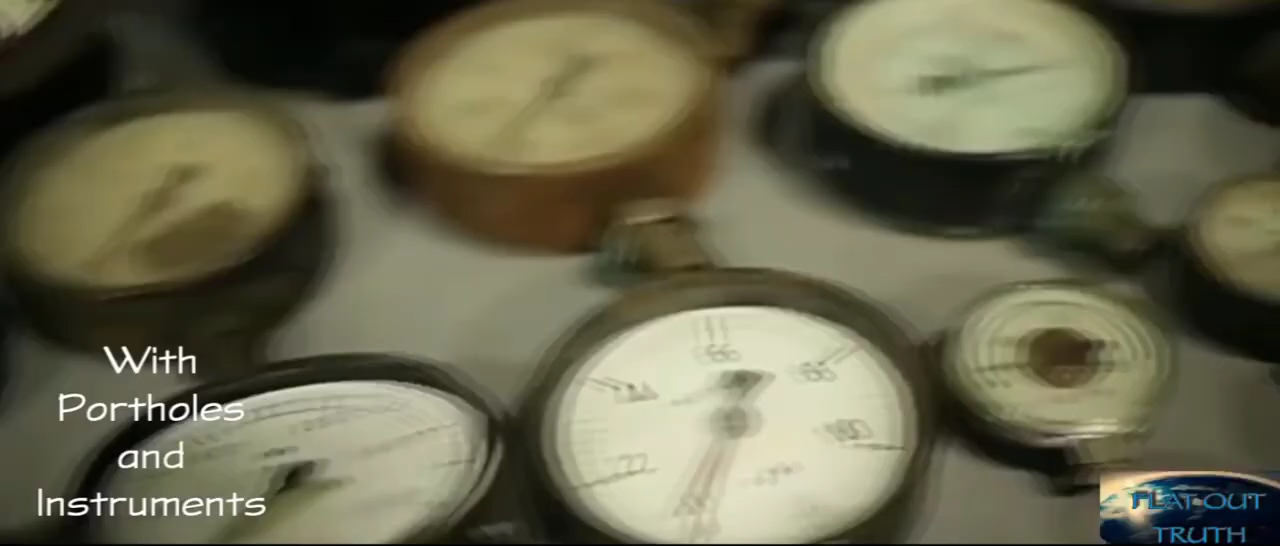 With
Portholes
and
Instruments
FLAT OUT
TRUTH